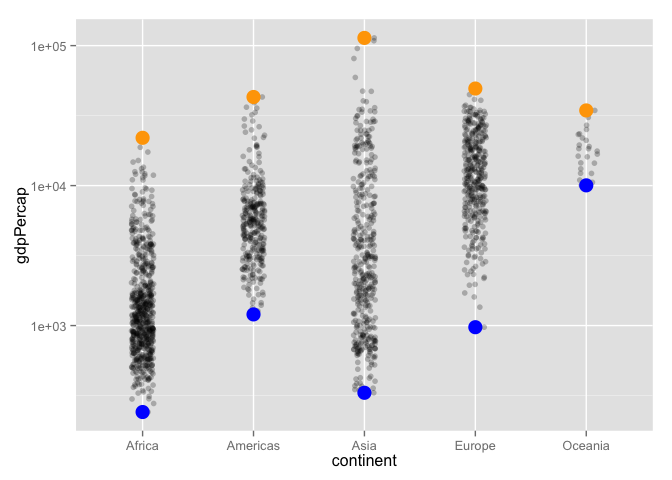 1e+05
1e+04
1e+03
gdpPercap
Africa Americas Asia Europe Oceania
continent